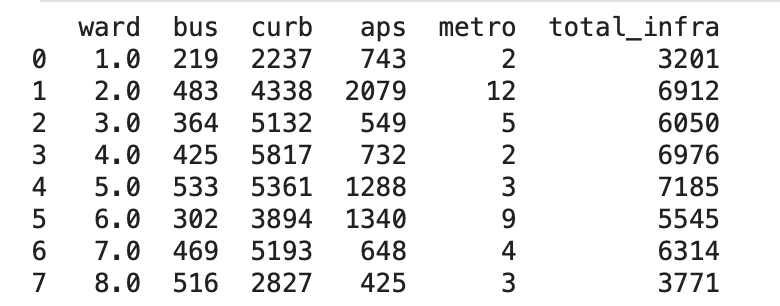 ward bus curb aps metro total_infra
0 1.0 219 2237 743 2 3201
1 2.0 483 4338 2079 12 6912
2 3.0 364 5132 549 5 6050
3 4.0 425 5817 732 2 6976
4 5.0 533 5361 1288 3 7185
5 6.0 302 3894 1340 9 5545
6 7.0 469 5193 648 4 6314
7 8.0 516 2827 425 3 3771